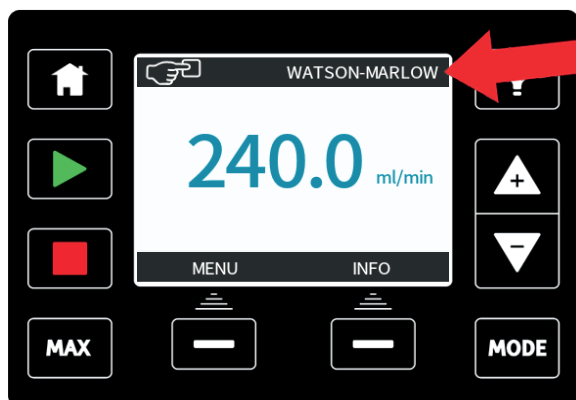 WATSON-MARLOW
240.0 ml/min
+
MENU INFO
−
MAX MODE